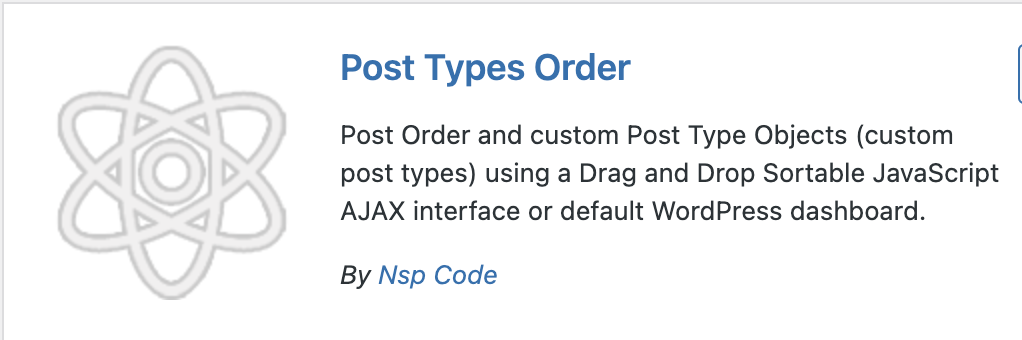 Post Types Order
Post Order and custom Post Type Objects (custom
post types) using a Drag and Drop Sortable JavaScript
AJAX interface or default WordPress dashboard.
By Nsp Code